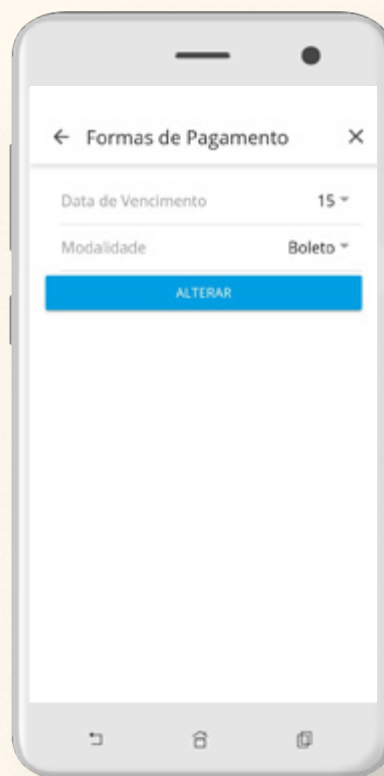 Formas de Pagamento
Data de Vencimento 15
Modalidade Boleto
ALTERAR